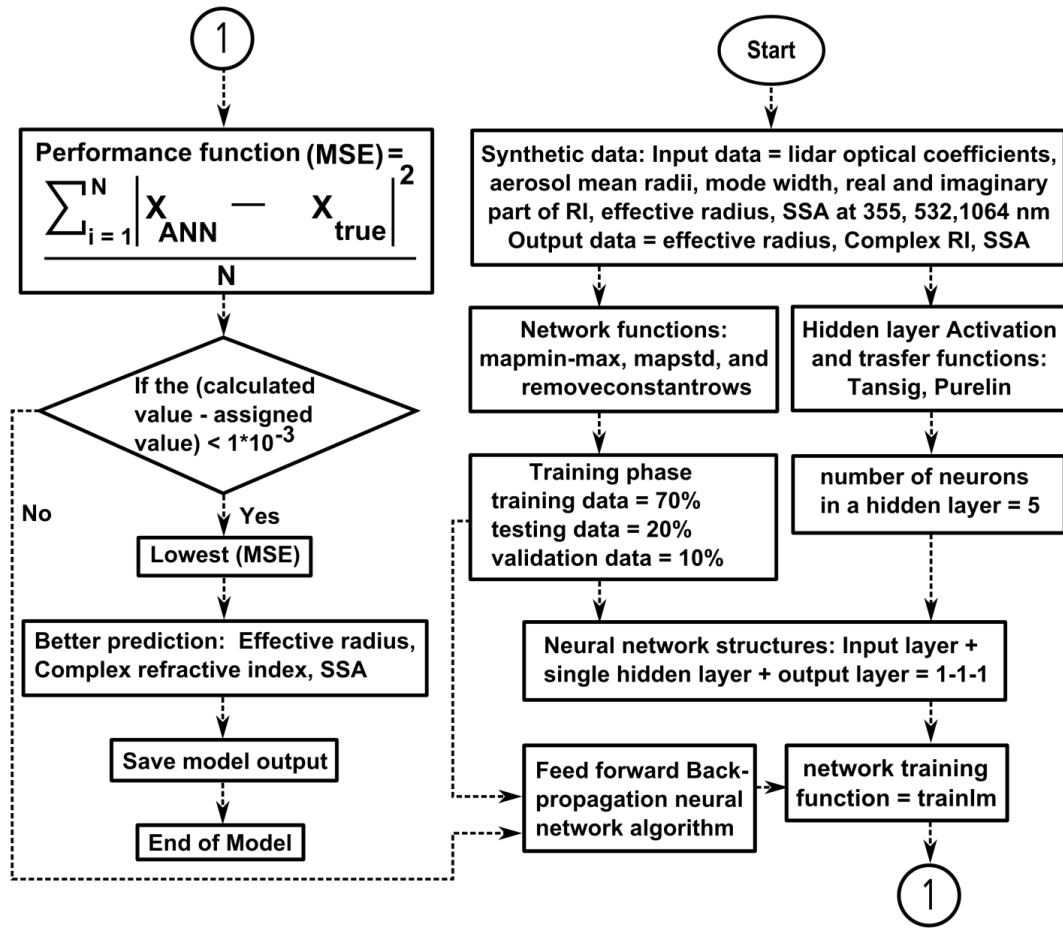 1
Performance function (MSE) =
∑ N i = 1 | X ANN — X true | 2
N
If the (calculated
value - assigned
value) < 1*10-3
No
Yes
Lowest (MSE)
Better prediction: Effective radius,
Complex refractive index, SSA
Save model output
End of Model
Start
Synthetic data: Input data = lidar optical coefficients,
aerosol mean radii, mode width, real and imaginary
part of RI, effective radius, SSA at 355, 532,1064 nm
Output data = effective radius, Complex RI, SSA
Network functions:
mapmin-max, mapstd, and
removeconstantrows
Hidden layer Activation
and trasfer functions:
Tansig, Purelin
Training phase
training data = 70%
testing data = 20%
validation data = 10%
number of neurons
in a hidden layer = 5
Neural network structures: Input layer +
single hidden layer + output layer = 1-1-1
Feed forward Back-
propagation neural
network algorithm
network training
function = trainlm
1